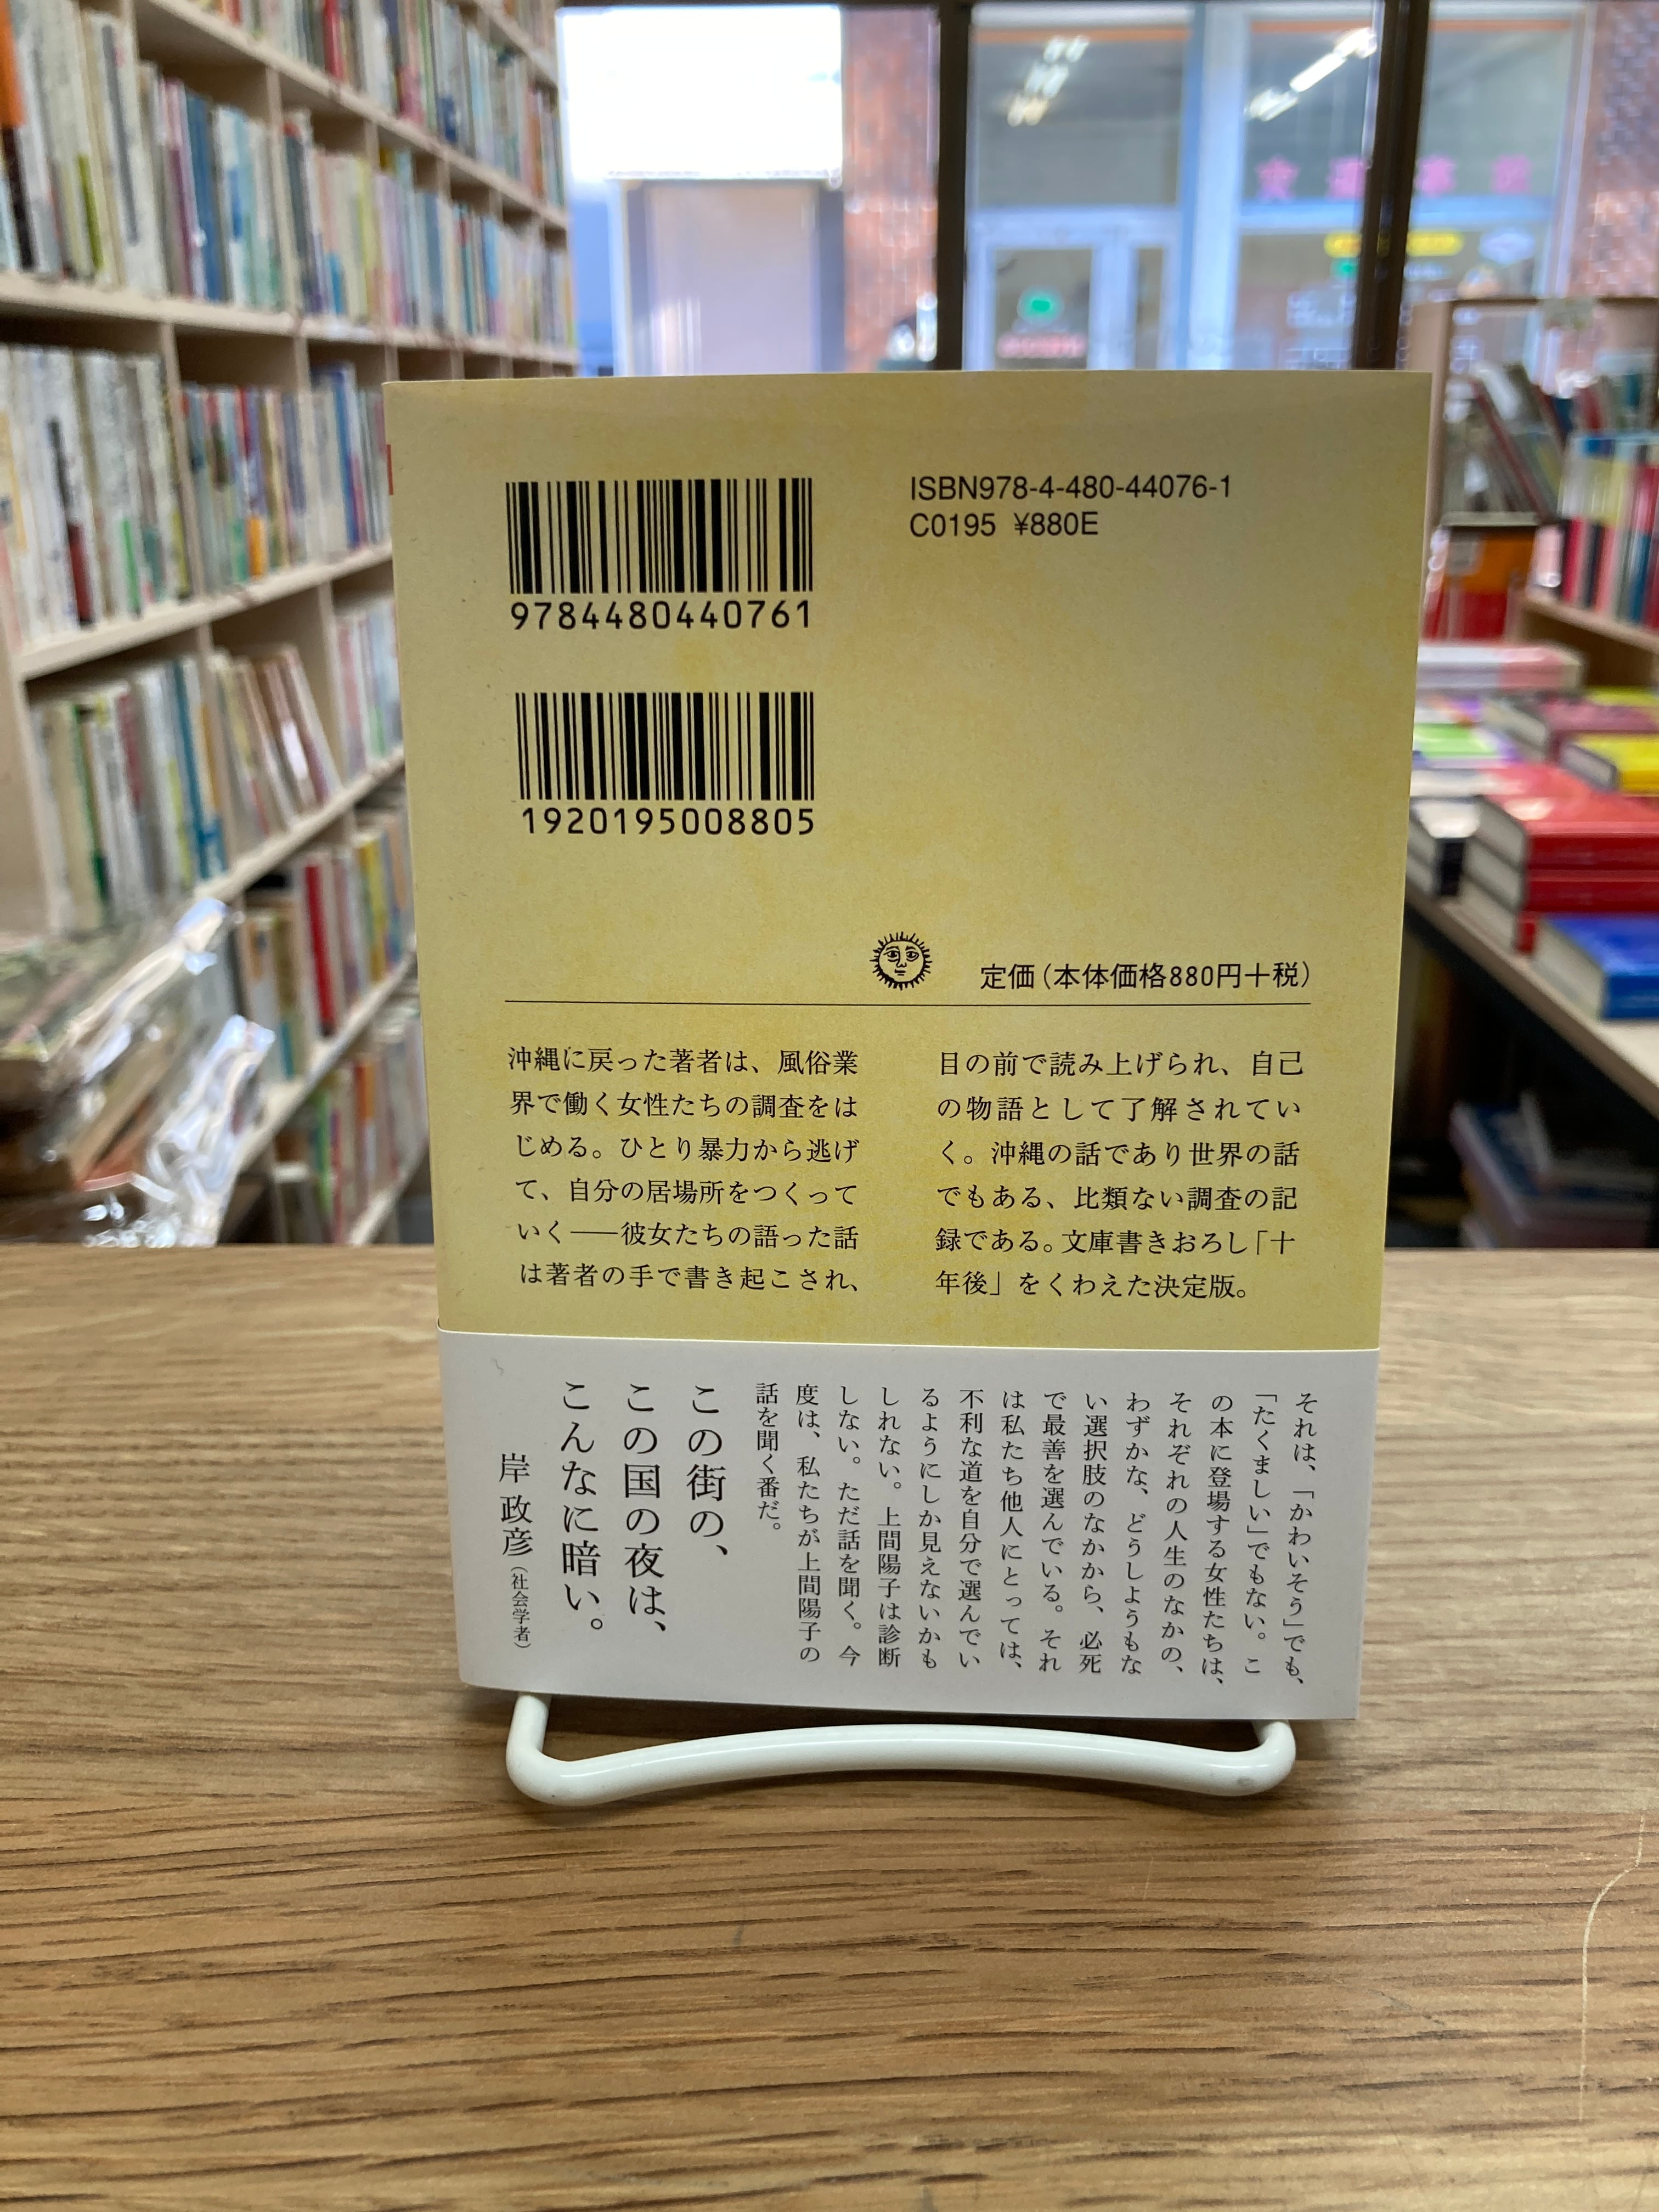 9784480440761
1920195008805
ISBN978-4-480-44076-1
C0195 ¥880E
定価(本体価格880円+税)
沖縄に戻った著者は、風俗業
界で働く女性たちの調査をは
じめる。ひとり暴力から逃げ
て、自分の居場所をつくって
いく――彼女たちの語った話
は著者の手で書き起こされ、
目の前で読み上げられ、自己
の物語として了解されてい
く。沖縄の話であり世界の話
でもある、比類ない調査の記
録である。文庫書きおろし「十
年後」をくわえた決定版。
それは、「かわいそう」でも、
「たくましい」でもない。こ
の本に登場する女性たちは、
それぞれの人生のなかの、
わずかな、どうしようもな
い選択肢のなかから、必死
で最善を選んでいる。それ
は私たち他人にとっては、
不利な道を自分で選んでい
るようにしか見えないかも
しれない。上間陽子は診断
しない。ただ話を聞く。今
度は、私たちが上間陽子の
話を聞く番だ。
この街の、
この国の夜は、
こんなに暗い。
岸 政彦(社会学者)